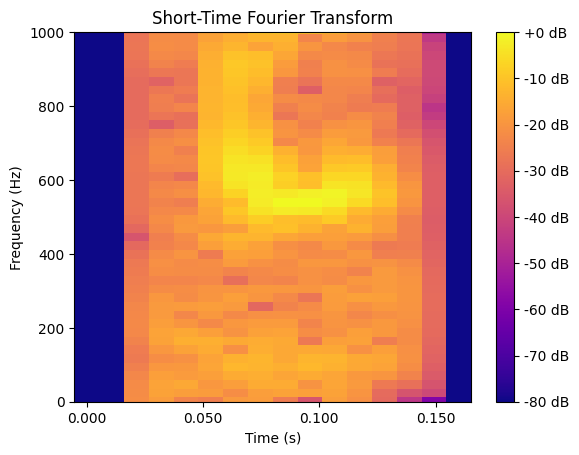 Short-Time Fourier Transform
1000
800
600
400
200
0
Frequency (Hz)
0.000
0.050
0.100
0.150
Time (s)
+0 dB
-10 dB
-20 dB
-30 dB
-40 dB
-50 dB
-60 dB
-70 dB
-80 dB